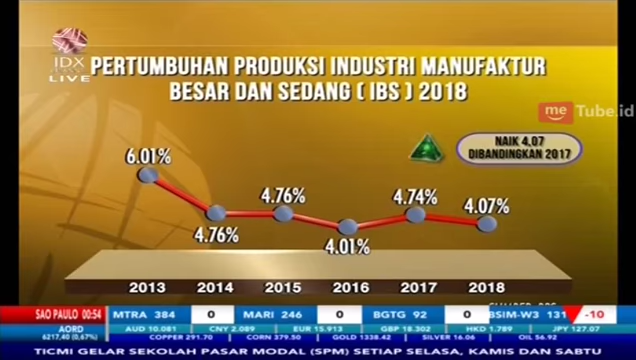 IDX
LIVE
PERTUMBUHAN PRODUKSI INDUSTRI MANUFAKTUR
BESAR DAN SEDANG ( IBS ) 2018
me Tube.id
NAIK 4,07
DIBANDINGKAN 2017
6.01%
4.76%
4.76%
4.01%
4.74%
4.07%
2013 2014 2015 2016 2017 2018
SAO PAULO 00:54 MTRA 384 0 MARI 246 0 BGTG 92 0 BSIM-W3 131 -10
AORD AUD 10.081 CNY 2.089 EUR 15.913 GBP 18.302 HKD 1.789 JPY 127.07
6217,40 (0,67%) COPPER 291.70 CORN 379.50 GOLD 1338.42 SILVER 16.06 OIL 56.92
TICMI GELAR SEKOLAH PASAR MODAL (SPM) SETIAP SELASA, KAMIS DAN SABTU